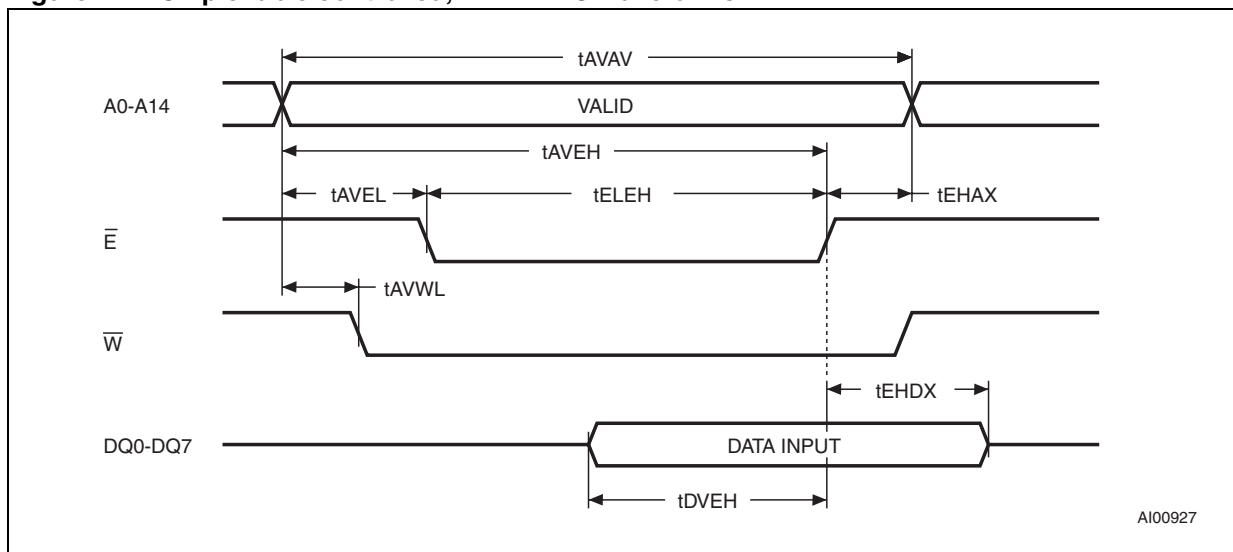 tAVAV
A0-A14
VALID
tAVEH
tAVEL
tELEH
tEHAX
E
tAVWL
W
tEHDX
DQ0-DQ7
DATA INPUT
tDVEH
AI00927